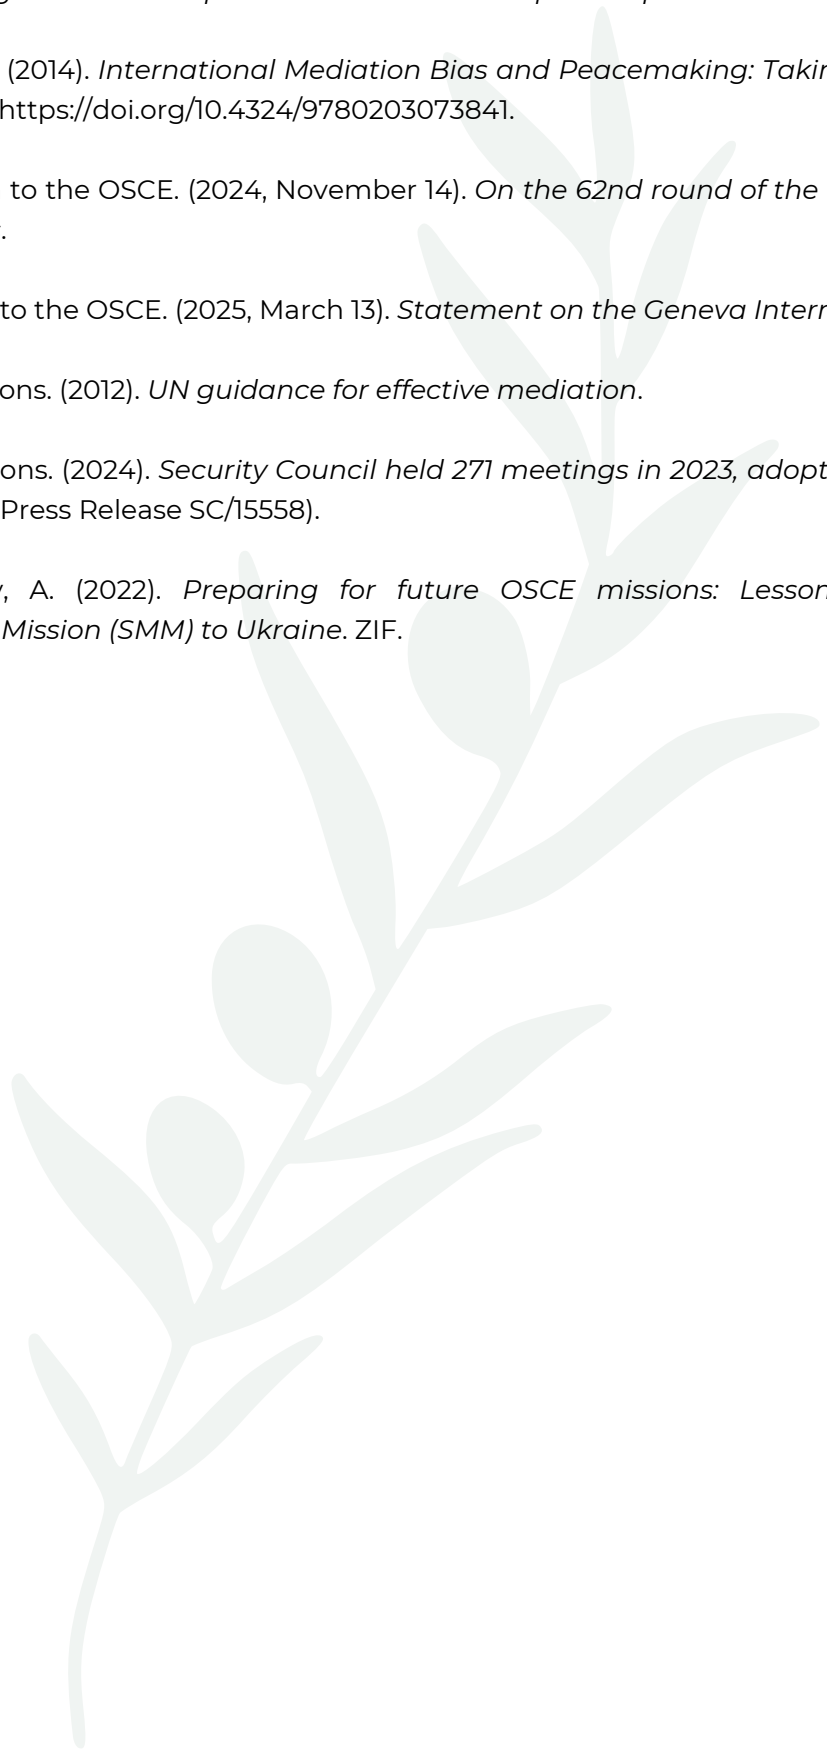 (2014). International Mediation Bias and Peacemaking: Takin
https://doi.org/10.4324/9780203073841.
to the OSCE. (2024, November 14). On the 62nd round of the
.
to the OSCE. (2025, March 13). Statement on the Geneva Intern
ons. (2012). UN guidance for effective mediation.
ons. (2024). Security Council held 271 meetings in 2023, adopt
Press Release SC/15558).
, A. (2022). Preparing for future OSCE missions: Lesson
Mission (SMM) to Ukraine. ZIF.